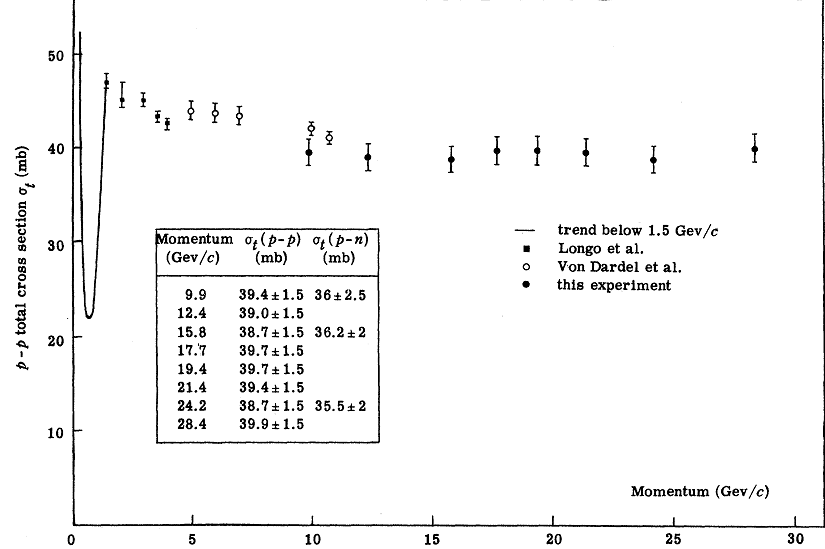 50
40
30
20
10
p-p total cross section σt (mb)
— trend below 1.5 Gev/c
■ Longo et al.
○ Von Dardel et al.
● this experiment
Momentum σt(p-p) σt(p-n)
(Gev/c) (mb) (mb)
9.9 39.4±1.5 36±2.5
12.4 39.0±1.5
15.8 38.7±1.5 36.2±2
17.7 39.7±1.5
19.4 39.7±1.5
21.4 39.4±1.5
24.2 38.7±1.5 35.5±2
28.4 39.9±1.5
Momentum (Gev/c)
0 5 10 15 20 25 30